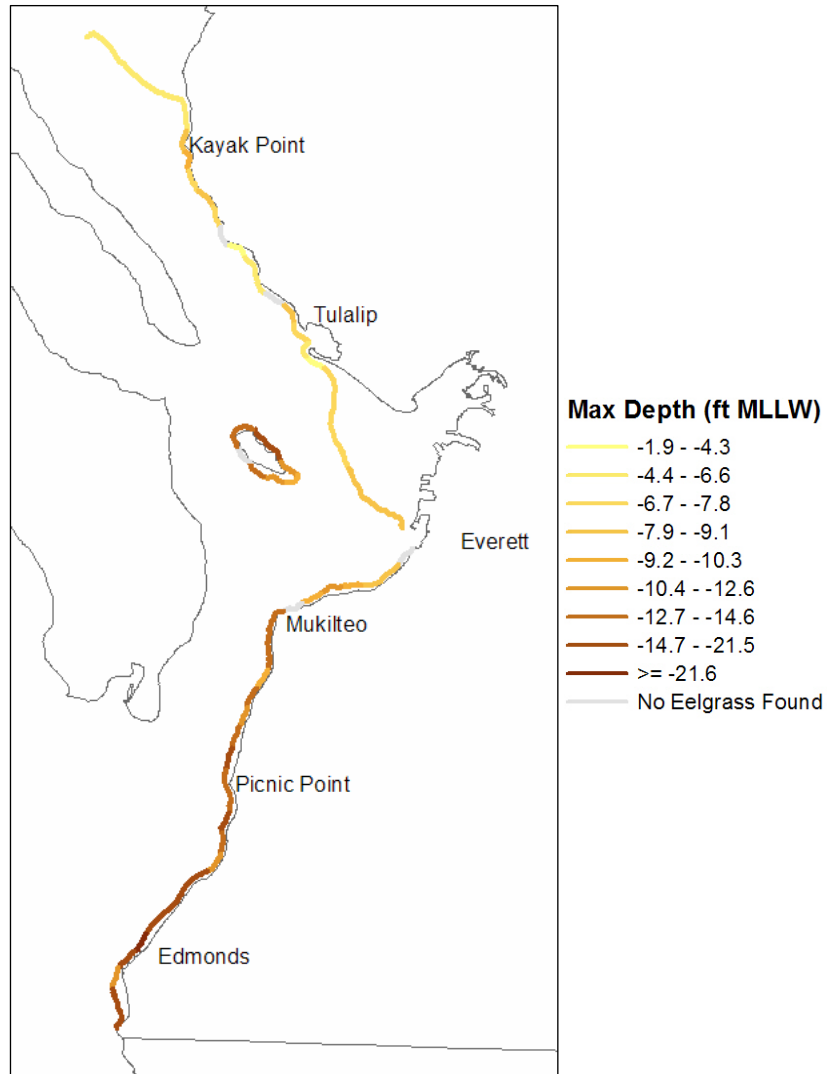 Kayak Point
Tulalip
Everett
Mukilteo
Picnic Point
Edmonds
Max Depth (ft MLLW)
-1.9 - -4.3
-4.4 - -6.6
-6.7 - -7.8
-7.9 - -9.1
-9.2 - -10.3
-10.4 - -12.6
-12.7 - -14.6
-14.7 - -21.5
>= -21.6
No Eelgrass Found